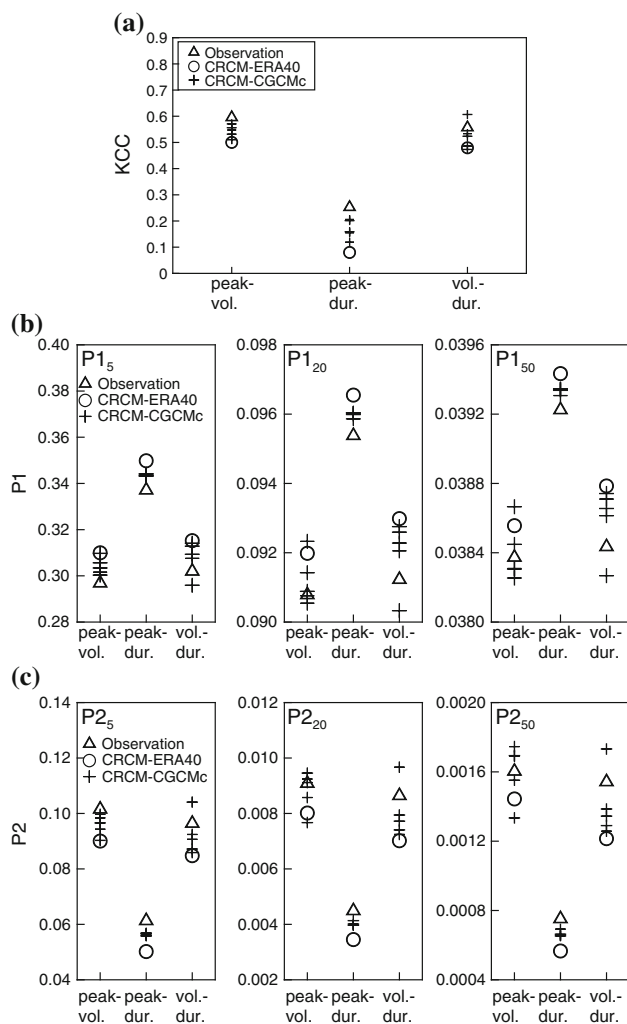 (a)
0.9
0.8
0.7
0.6
0.5
0.4
0.3
0.2
0.1
0
KCC
Observation
CRCM-ERA40
CRCM-CGCMc
peak-
vol.
peak-
dur.
vol.-
dur.
(b)
P1
0.40
0.38
0.36
0.34
0.32
0.30
0.28
P1₅
Observation
CRCM-ERA40
CRCM-CGCMc
peak-
vol.
peak-
dur.
vol.-
dur.
0.098
0.096
0.094
0.092
0.090
P1₂₀
peak-
vol.
peak-
dur.
vol.-
dur.
0.0396
0.0392
0.0388
0.0384
0.0380
P1₅₀
peak-
vol.
peak-
dur.
vol.-
dur.
(c)
P2
0.14
0.12
0.10
0.08
0.06
0.04
P2₅
Observation
CRCM-ERA40
CRCM-CGCMc
peak-
vol.
peak-
dur.
vol.-
dur.
0.012
0.010
0.008
0.006
0.004
0.002
P2₂₀
peak-
vol.
peak-
dur.
vol.-
dur.
0.0020
0.0016
0.0012
0.0008
0.0004
P2₅₀
peak-
vol.
peak-
dur.
vol.-
dur.